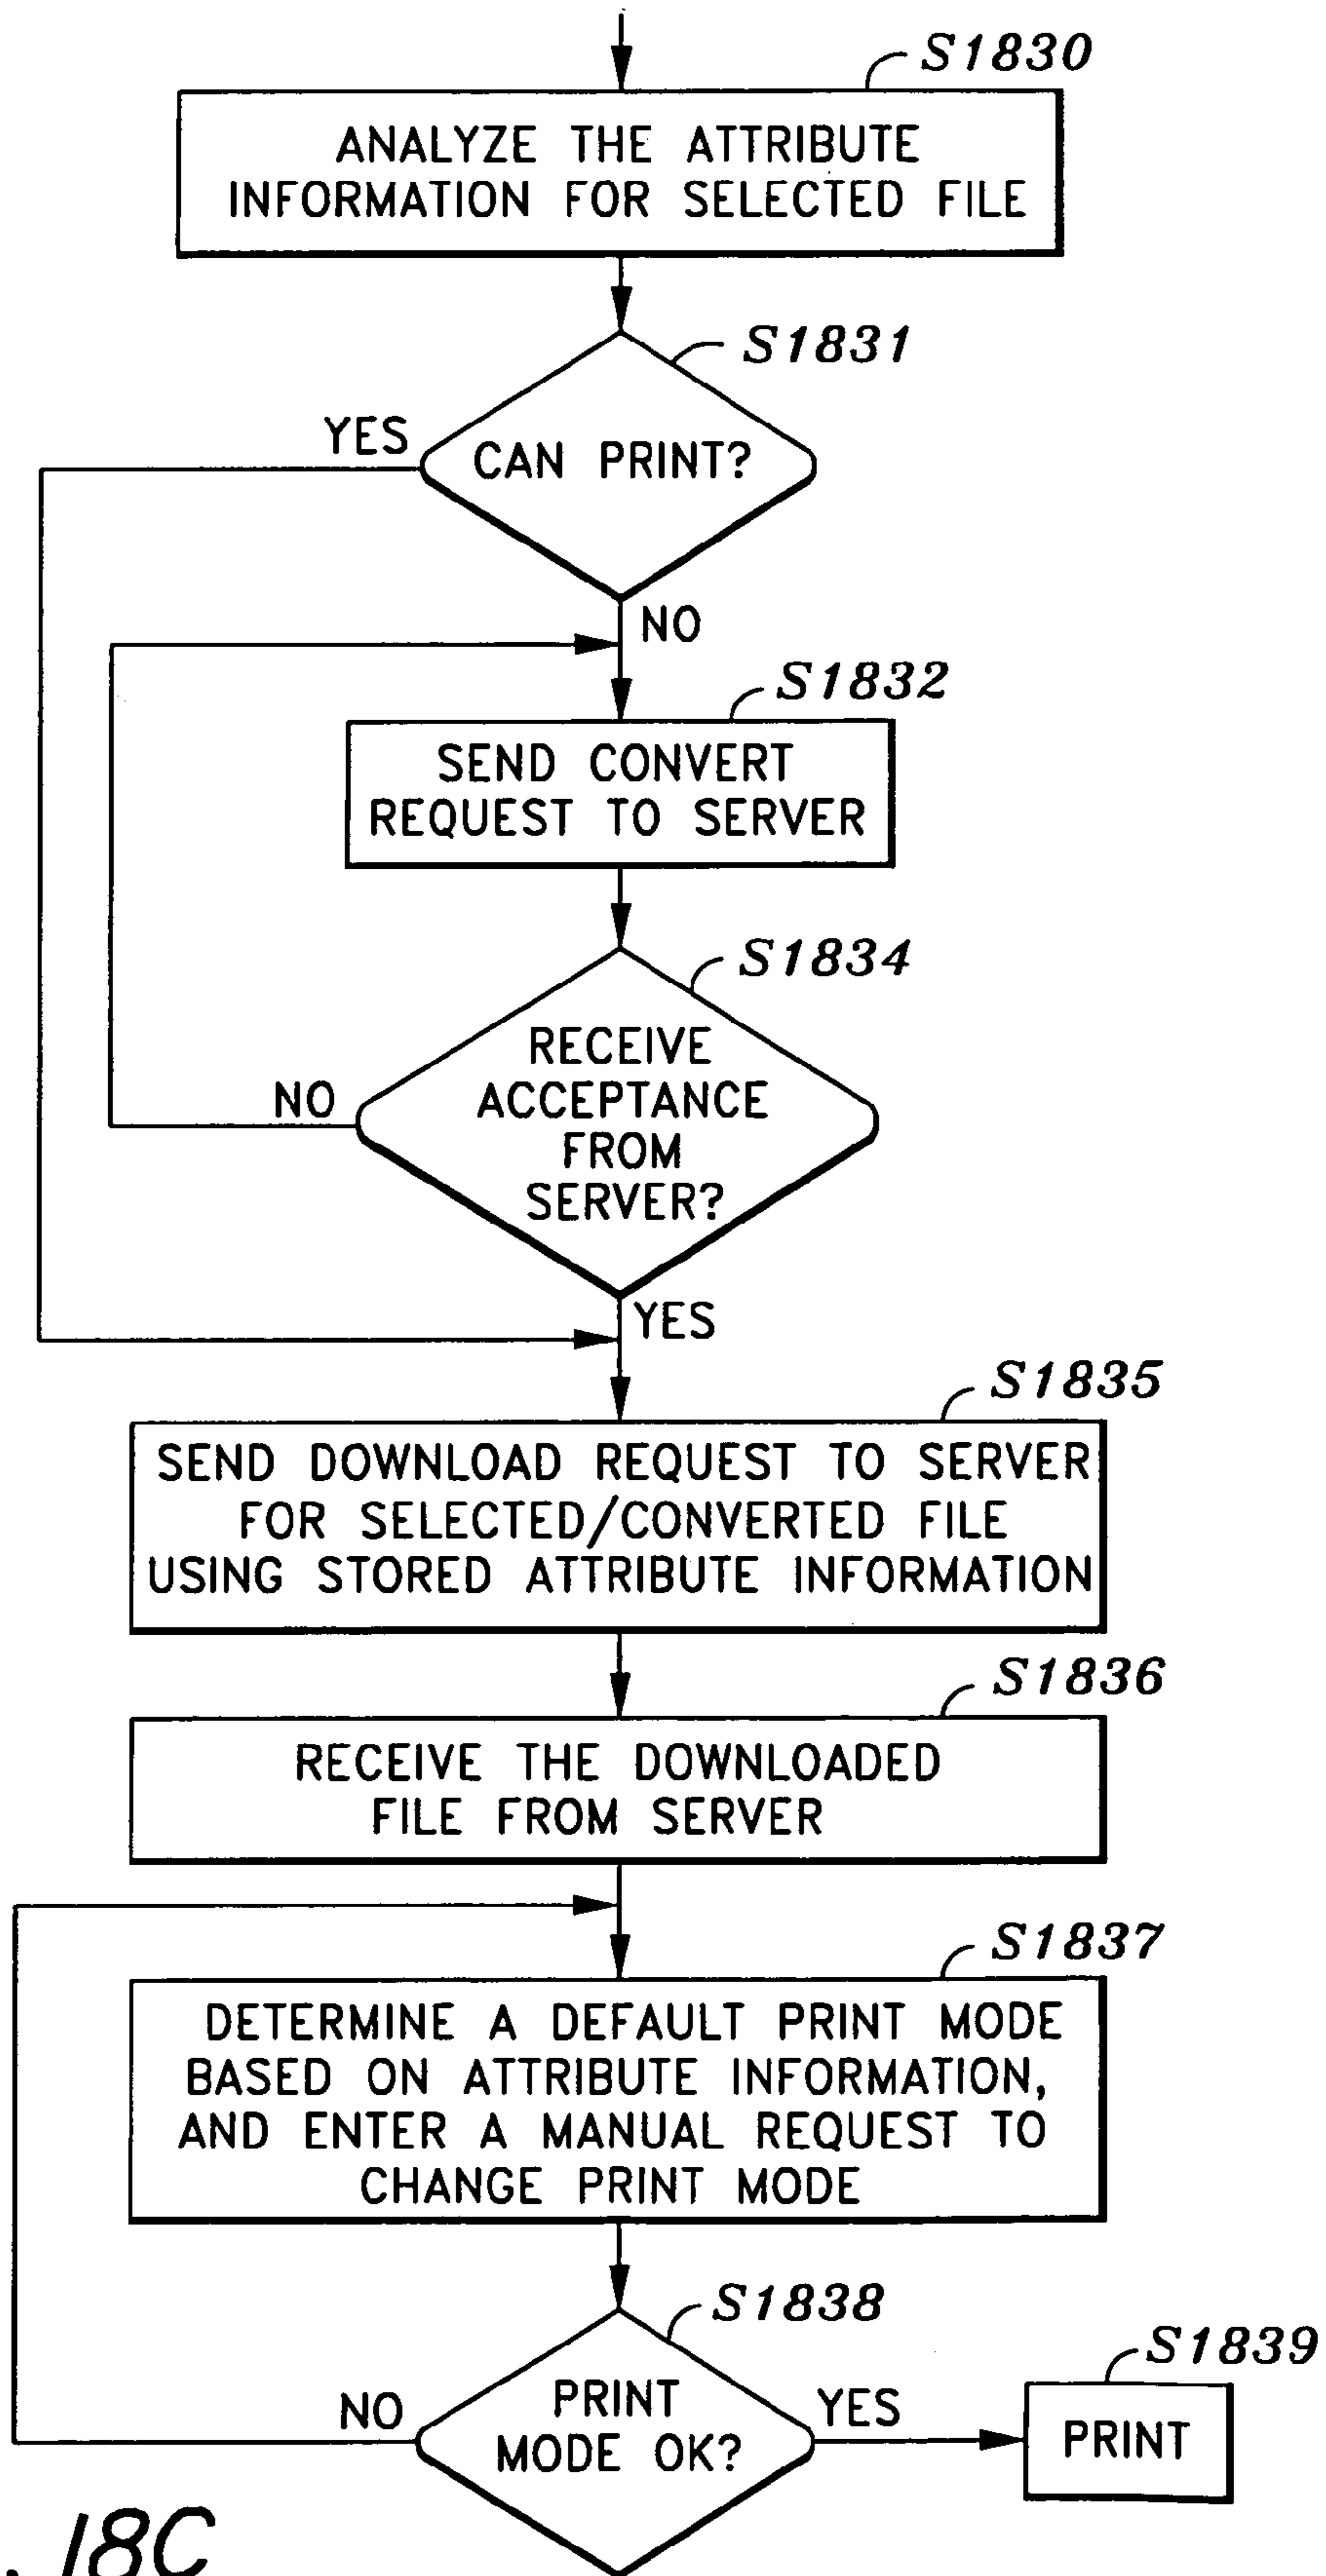 S1830
ANALYZE THE ATTRIBUTE
INFORMATION FOR SELECTED FILE
S1831
YES
CAN PRINT?
NO
S1832
SEND CONVERT
REQUEST TO SERVER
S1834
RECEIVE
ACCEPTANCE
FROM
SERVER?
NO
YES
S1835
SEND DOWNLOAD REQUEST TO SERVER
FOR SELECTED/CONVERTED FILE
USING STORED ATTRIBUTE INFORMATION
S1836
RECEIVE THE DOWNLOADED
FILE FROM SERVER
S1837
DETERMINE A DEFAULT PRINT MODE
BASED ON ATTRIBUTE INFORMATION,
AND ENTER A MANUAL REQUEST TO
CHANGE PRINT MODE
S1838
NO
PRINT
MODE OK?
YES
S1839
PRINT
. 18C